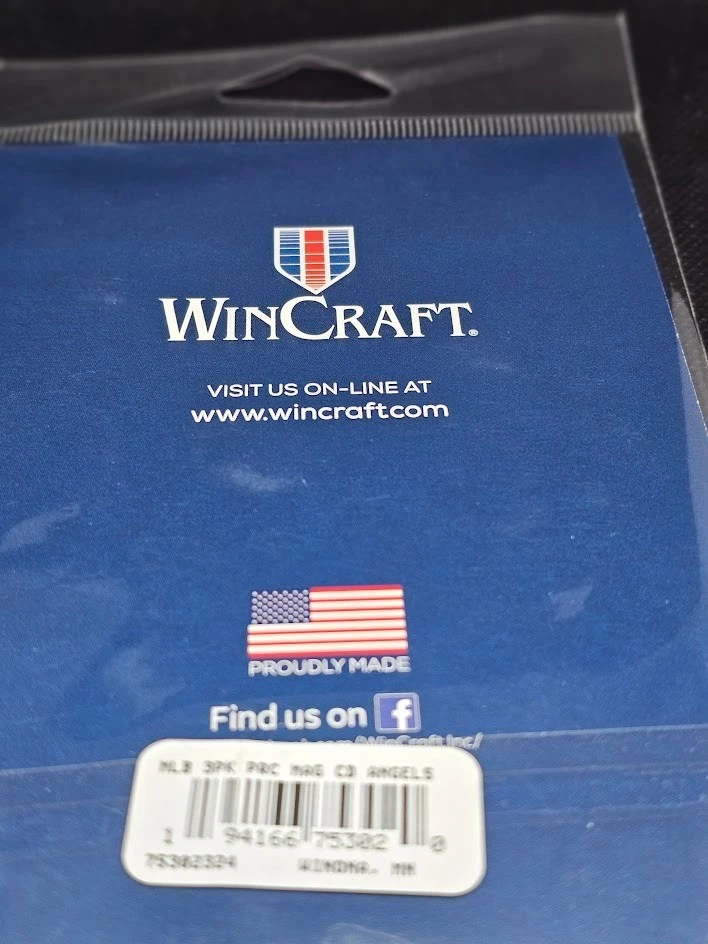 WINCRAFT®
VISIT US ON-LINE AT
www.wincraft.com
PROUDLY MADE
Find us on f
MLB 3PK PRC MAG CD ANGELS
1 94166 75302 0
75302324 WINONA, MN